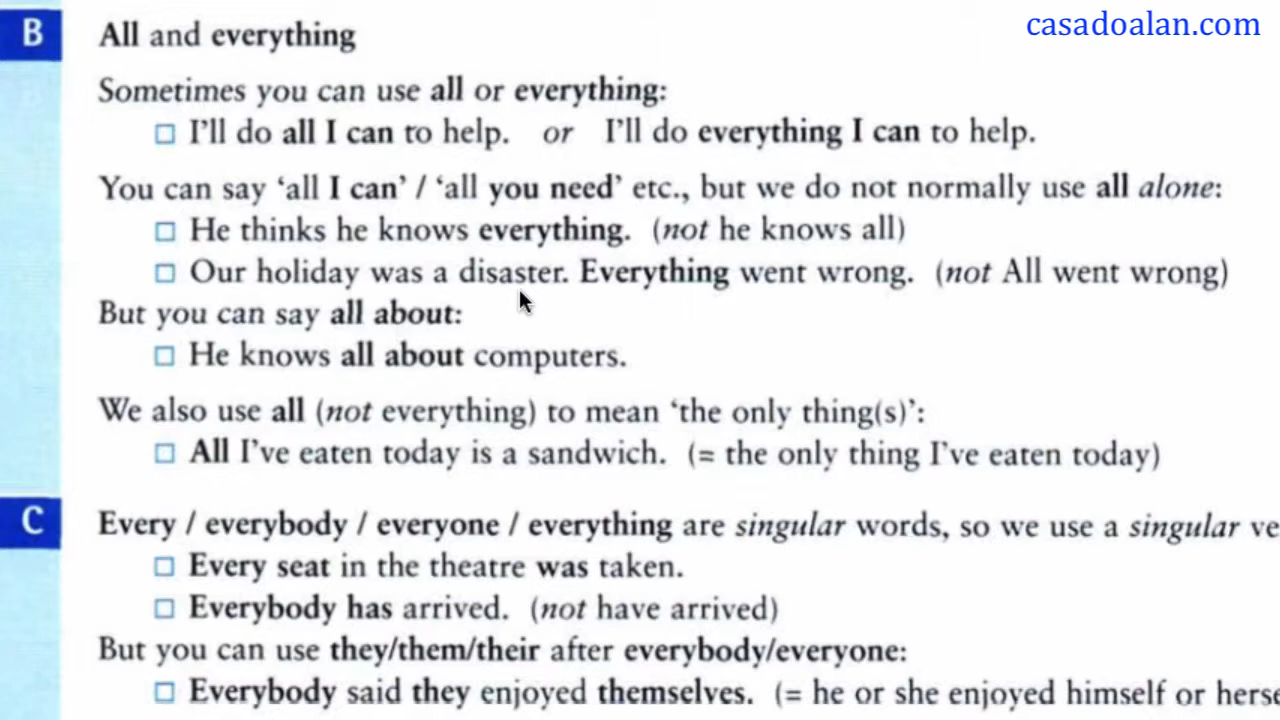 casadoalan.com
B All and everything
Sometimes you can use all or everything:
I'll do all I can to help. or I'll do everything I can to help.
You can say ‘all I can’ / ‘all you need’ etc., but we do not normally use all alone:
He thinks he knows everything. (not he knows all)
Our holiday was a disaster. Everything went wrong. (not All went wrong)
But you can say all about:
He knows all about computers.
We also use all (not everything) to mean ‘the only thing(s)’:
All I've eaten today is a sandwich. (= the only thing I've eaten today)
C Every / everybody / everyone / everything are singular words, so we use a singular ve
Every seat in the theatre was taken.
Everybody has arrived. (not have arrived)
But you can use they/them/their after everybody/everyone:
Everybody said they enjoyed themselves. (= he or she enjoyed himself or herse